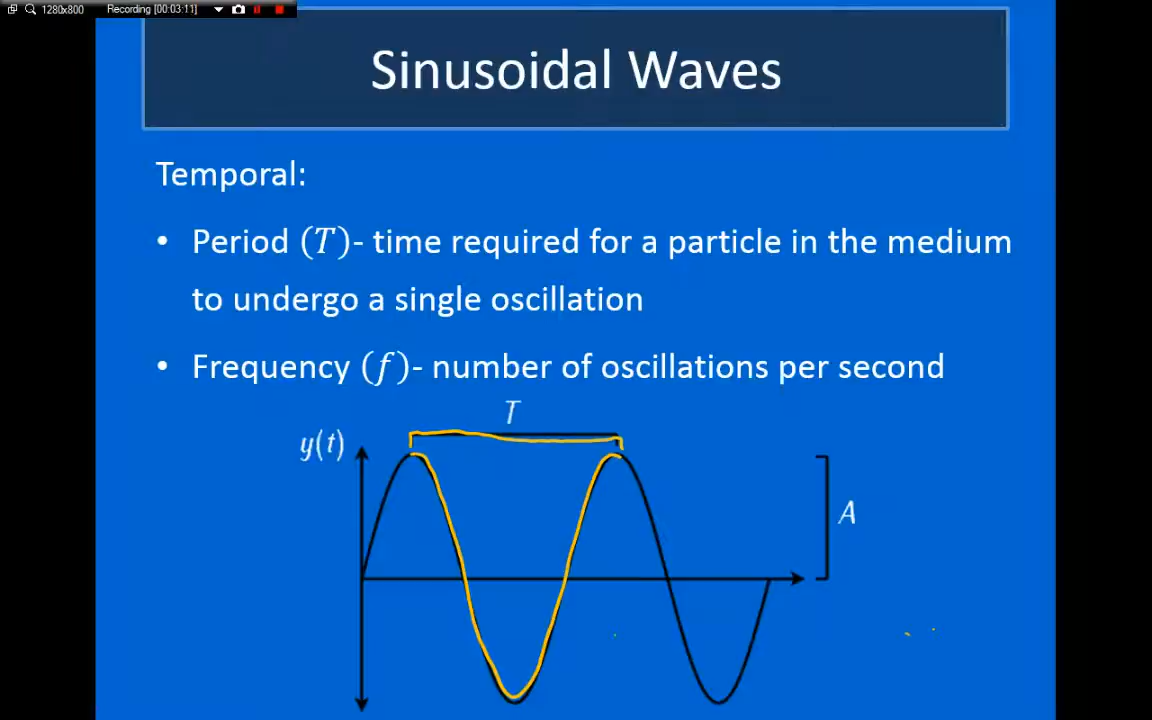 1280x800 Recording [00:03:11]
Sinusoidal Waves
Temporal:
• Period (T)- time required for a particle in the medium
to undergo a single oscillation
• Frequency (f)- number of oscillations per second
T
y(t)
A